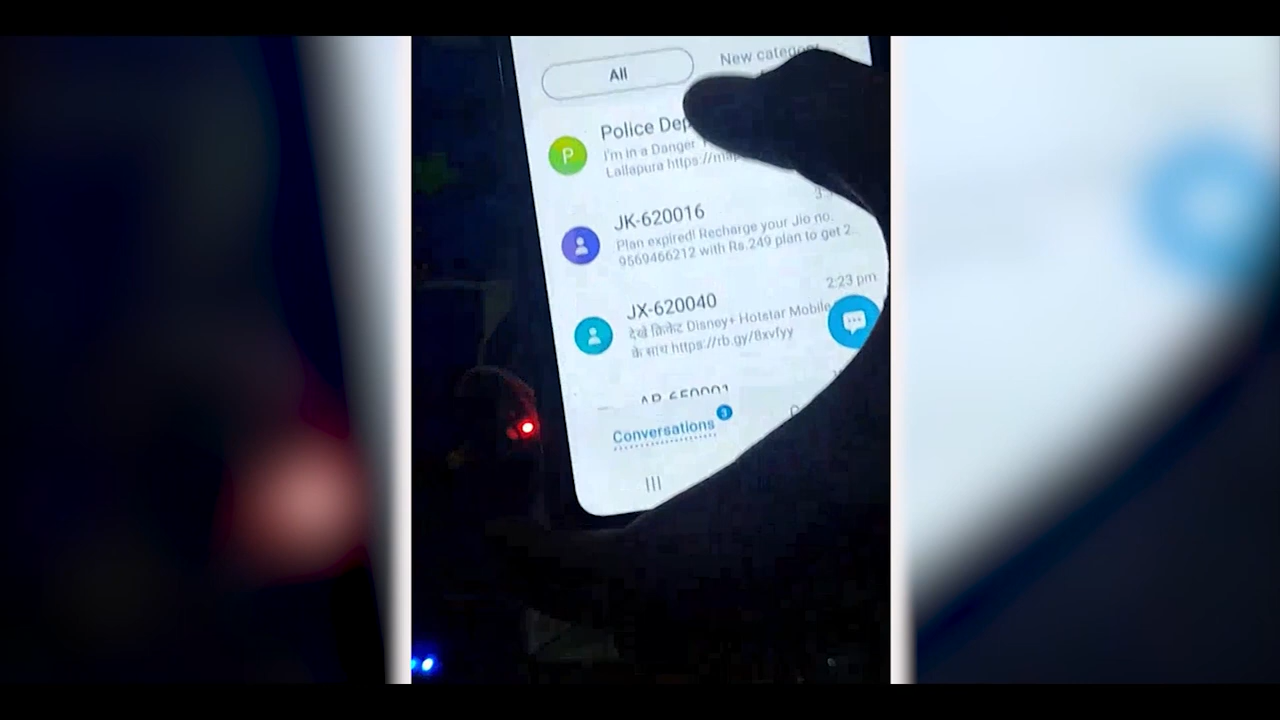 All
New category
Police Dep
I'm in a Danger
Lallapura https://map
JK-620016
Plan expired! Recharge your Jio no.
9569466212 with Rs.249 plan to get 2
JX-620040
2:23 pm
देखे क्रिकेट Disney+ Hotstar Mobile
के साथ https://rb.gy/8xvfyy
Conversations
3